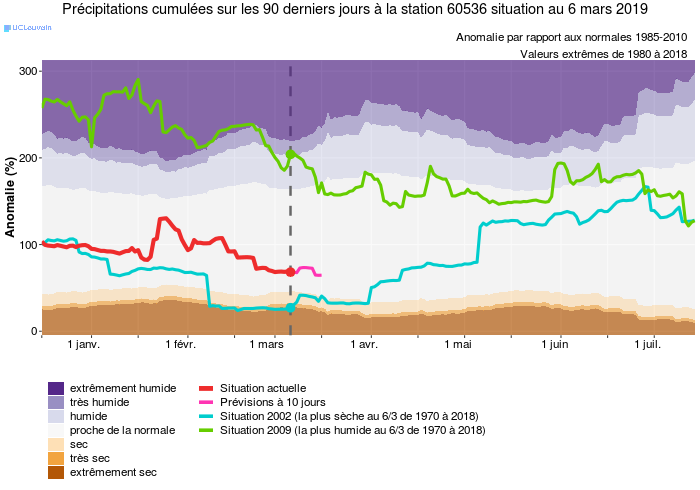 Précipitations cumulées sur les 90 derniers jours à la station 60536 situation au 6 mars 2019
UCLouvain
Anomalie par rapport aux normales 1985-2010
Valeurs extrêmes de 1980 à 2018
Anomalie (%)
300
200
100
0
1 janv. 1 févr. 1 mars 1 avr. 1 mai 1 juin 1 juil.
extrêmement humide
très humide
humide
proche de la normale
sec
très sec
extrêmement sec
Situation actuelle
Prévisions à 10 jours
Situation 2002 (la plus sèche au 6/3 de 1970 à 2018)
Situation 2009 (la plus humide au 6/3 de 1970 à 2018)